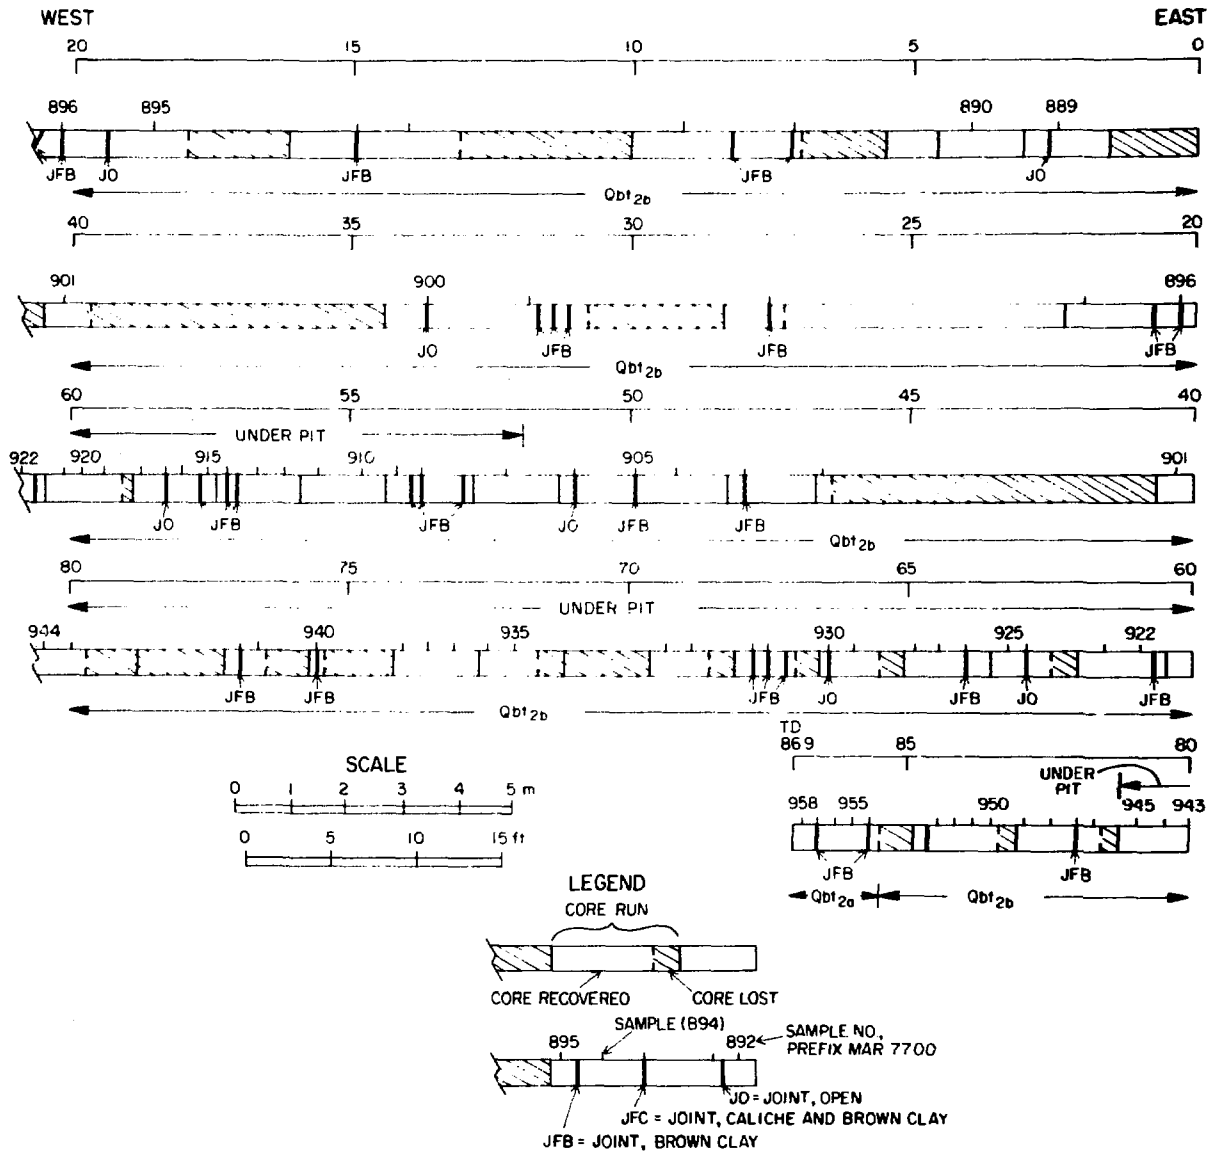 WEST EAST
20 15 10 5 0
896 895 890 889
JFB JO JFB JFB JO
Qbt2b
40 35 30 25 20
901 900 896
JO JFB JFB JFB
Qbt2b
60 55 50 45 40
UNDER PIT
922 920 915 910 905 901
JO JFB JFB JO JFB JFB
Qbt2b
80 75 70 65 60
UNDER PIT
944 940 935 930 925 922
JFB JFB JFB JO JFB JO JFB
Qbt2b
TD
869 85 80
UNDER
PIT
958 955 950 945 943
JFB JFB
Qbt2a Qbt2b
SCALE
0 1 2 3 4 5 m
0 5 10 15 ft
LEGEND
CORE RUN
CORE RECOVERED CORE LOST
SAMPLE (894)
895 892 SAMPLE NO.,
PREFIX MAR 7700
JO = JOINT, OPEN
JFC = JOINT, CALICHE AND BROWN CLAY
JFB = JOINT, BROWN CLAY